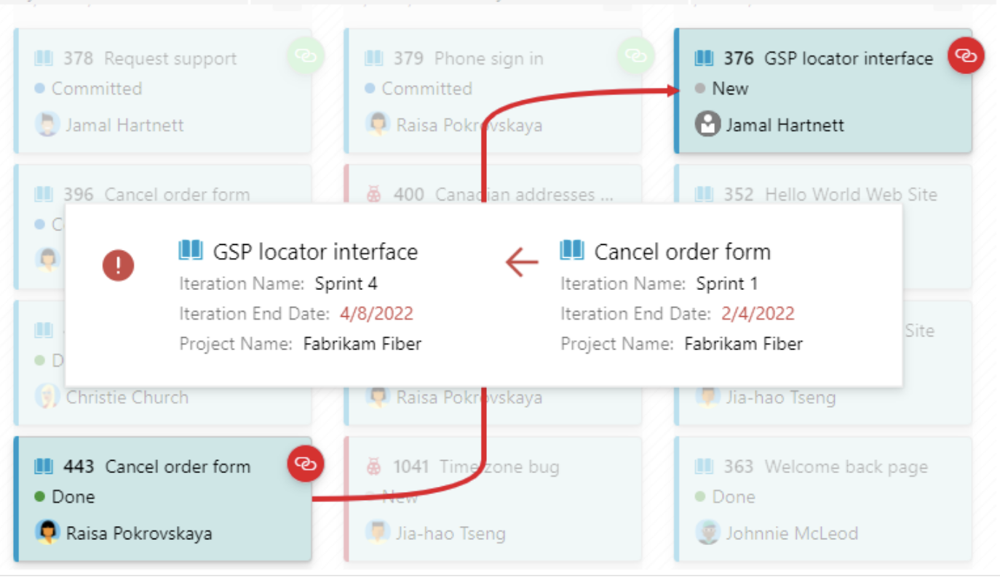 378 Request support
Committed
Jamal Hartnett
379 Phone sign in
Committed
Raisa Pokrovskaya
376 GSP locator interface
New
Jamal Hartnett
396 Cancel order form
400 Canadian addresses ...
352 Hello World Web Site
GSP locator interface
Iteration Name: Sprint 4
Iteration End Date: 4/8/2022
Project Name: Fabrikam Fiber
Cancel order form
Iteration Name: Sprint 1
Iteration End Date: 2/4/2022
Project Name: Fabrikam Fiber
Site
Christie Church
Raisa Pokrovskaya
Jia-hao Tseng
443 Cancel order form
Done
Raisa Pokrovskaya
1041 Time zone bug
New
Jia-hao Tseng
363 Welcome back page
Done
Johnnie McLeod